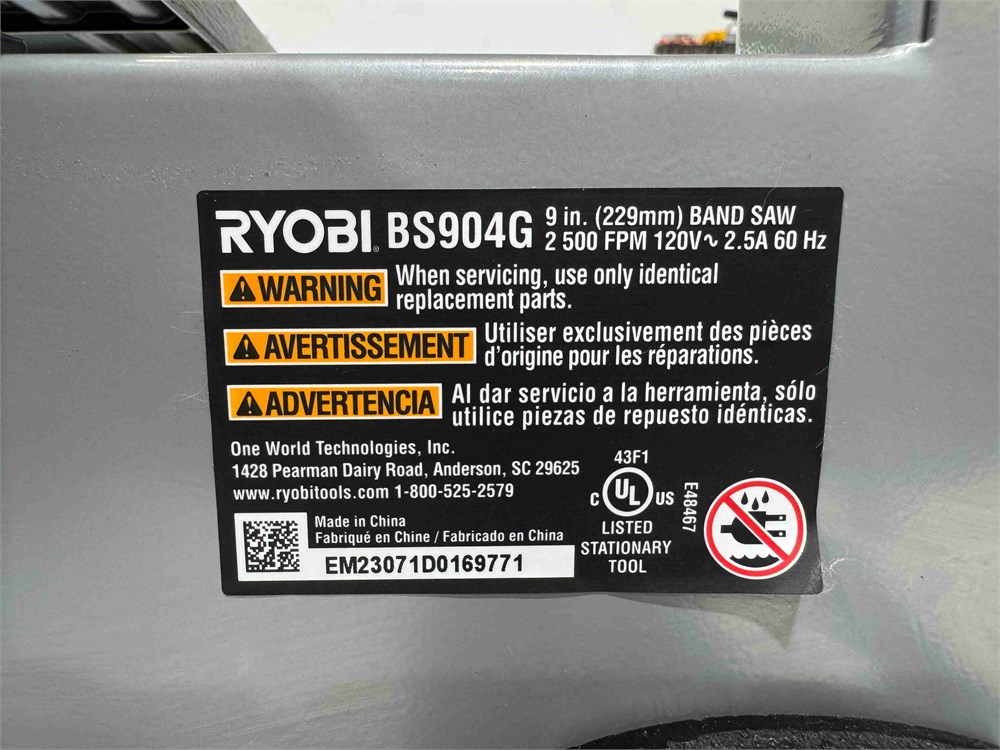 RYOBI BS904G 9 in. (229mm) BAND SAW
2 500 FPM 120V~ 2.5A 60 Hz
WARNING When servicing, use only identical
replacement parts.
AVERTISSEMENT Utiliser exclusivement des pièces
d'origine pour les réparations.
ADVERTENCIA Al dar servicio a la herramienta, sólo
utilice piezas de repuesto idénticas.
One World Technologies, Inc.
1428 Pearman Dairy Road, Anderson, SC 29625
www.ryobitools.com 1-800-525-2579
Made in China
Fabriqué en Chine / Fabricado en China
EM23071D0169771
43F1
C UL US
LISTED
STATIONARY
TOOL
E48467